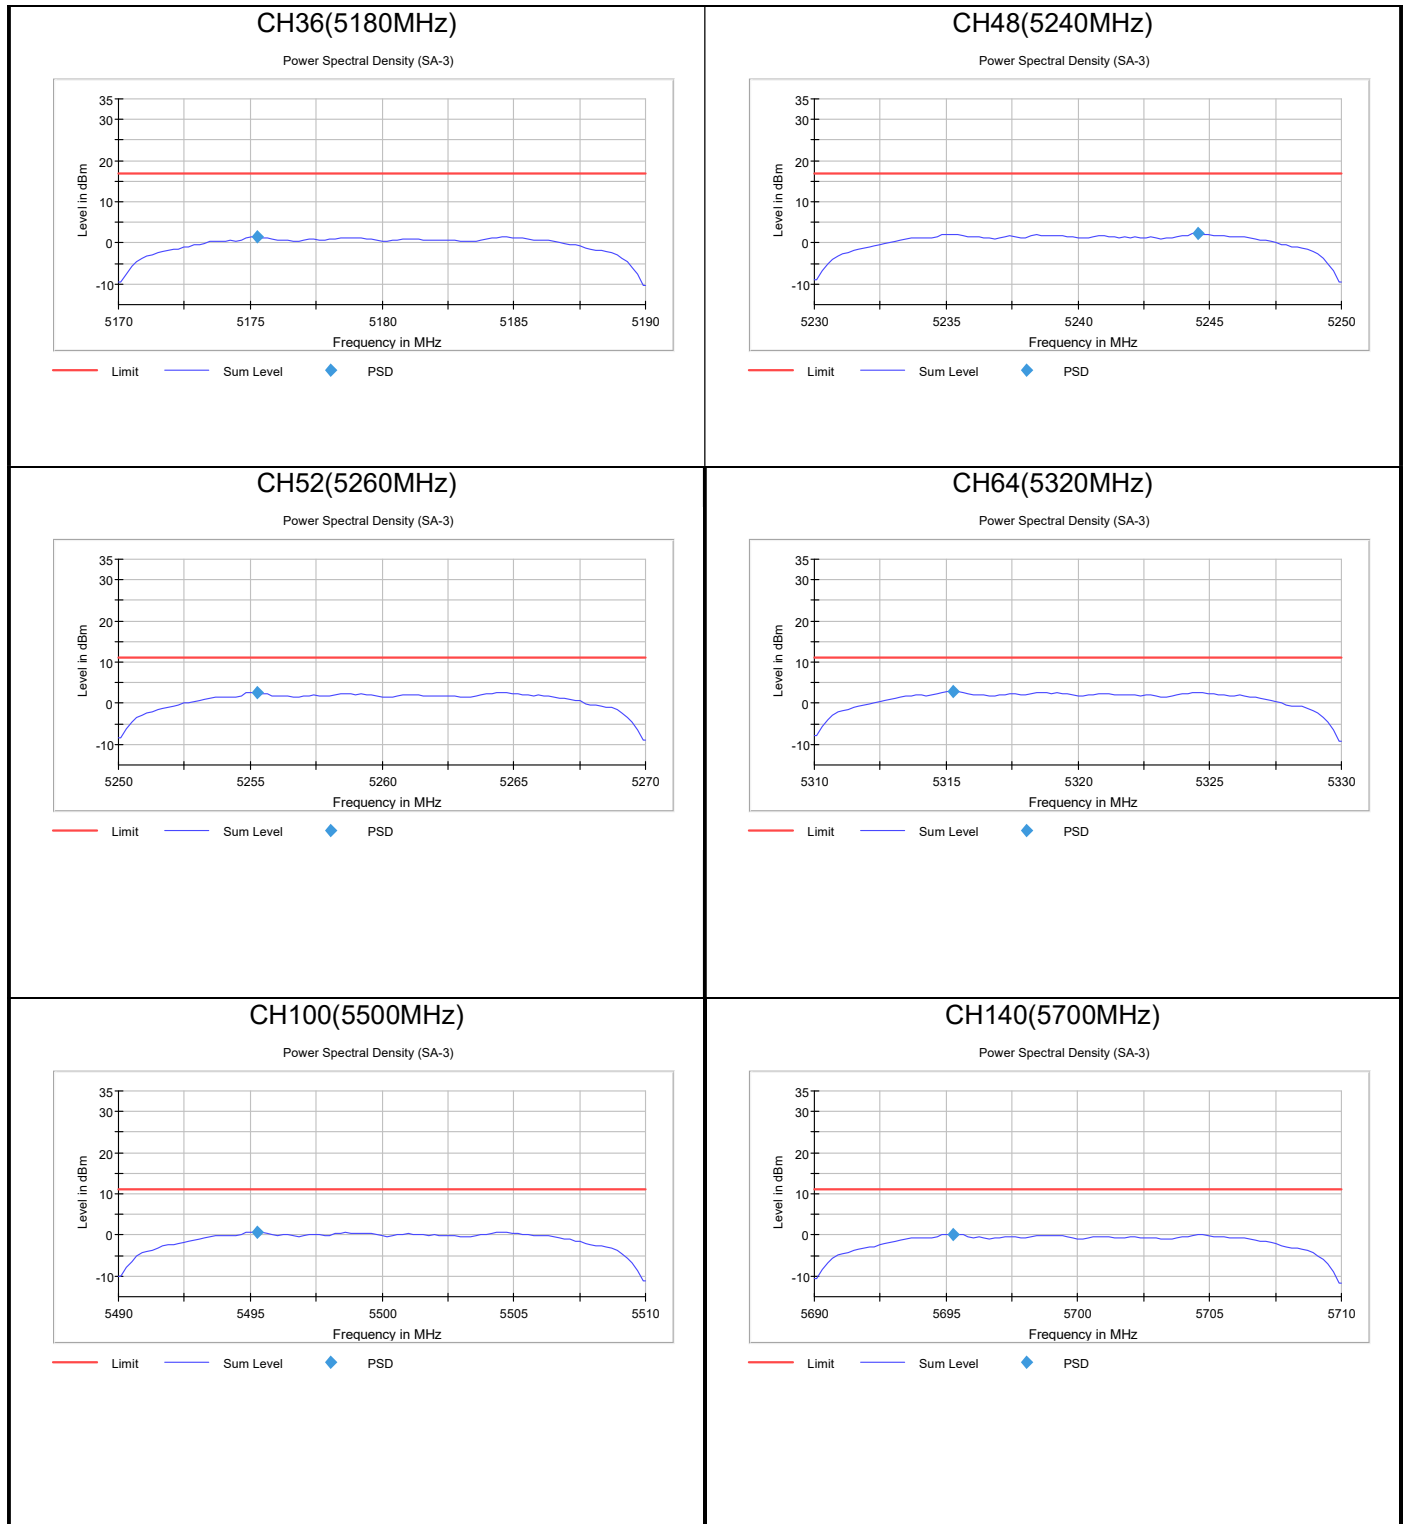 CH36(5180MHz)
Power Spectral Density (SA-3)
35
30
20
10
0
-10
Level in dBm
5170 5175 5180 5185 5190
Frequency in MHz
Limit Sum Level PSD
CH48(5240MHz)
Power Spectral Density (SA-3)
35
30
20
10
0
-10
Level in dBm
5230 5235 5240 5245 5250
Frequency in MHz
Limit Sum Level PSD
CH52(5260MHz)
Power Spectral Density (SA-3)
35
30
20
10
0
-10
Level in dBm
5250 5255 5260 5265 5270
Frequency in MHz
Limit Sum Level PSD
CH64(5320MHz)
Power Spectral Density (SA-3)
35
30
20
10
0
-10
Level in dBm
5310 5315 5320 5325 5330
Frequency in MHz
Limit Sum Level PSD
CH100(5500MHz)
Power Spectral Density (SA-3)
35
30
20
10
0
-10
Level in dBm
5490 5495 5500 5505 5510
Frequency in MHz
Limit Sum Level PSD
CH140(5700MHz)
Power Spectral Density (SA-3)
35
30
20
10
0
-10
Level in dBm
5690 5695 5700 5705 5710
Frequency in MHz
Limit Sum Level PSD